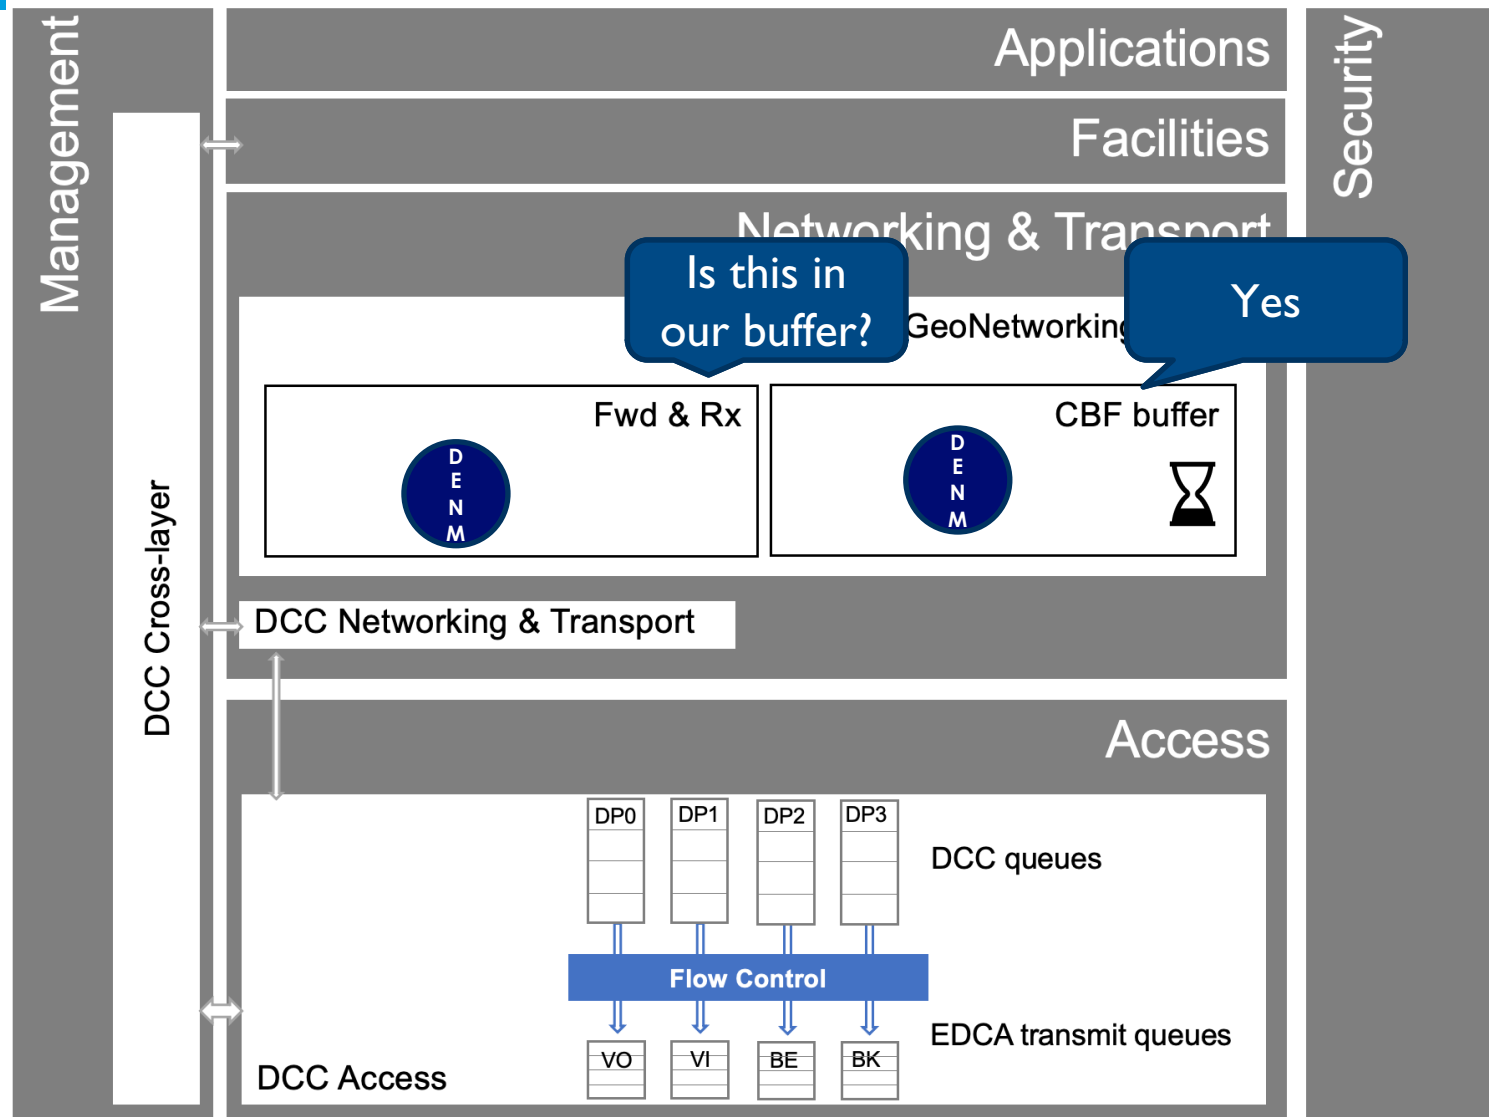 Management
Applications
Security
Facilities
Networking & Transport
Is this in
our buffer?
Yes
GeoNetworking
Fwd & Rx
CBF buffer
D
E
N
M
D
E
N
M
DCC Cross-layer
DCC Networking & Transport
Access
DP0
DP1
DP2
DP3
DCC queues
Flow Control
EDCA transmit queues
VO
VI
BE
BK
DCC Access